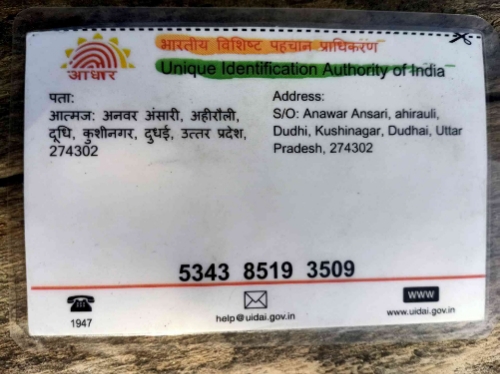 भारतीय विशिष्ट पहचान प्राधिकरण
Unique Identification Authority of India
आधार
पता:
आत्मज: अनवर अंसारी, अहीरौली,
दूधि, कुशीनगर, दुघई, उत्तर प्रदेश,
274302
Address:
S/O: Anawar Ansari, ahirauli,
Dudhi, Kushinagar, Dudhai, Uttar
Pradesh, 274302
5343 8519 3509
1947
help@uidai.gov.in
www
www.uidai.gov.in